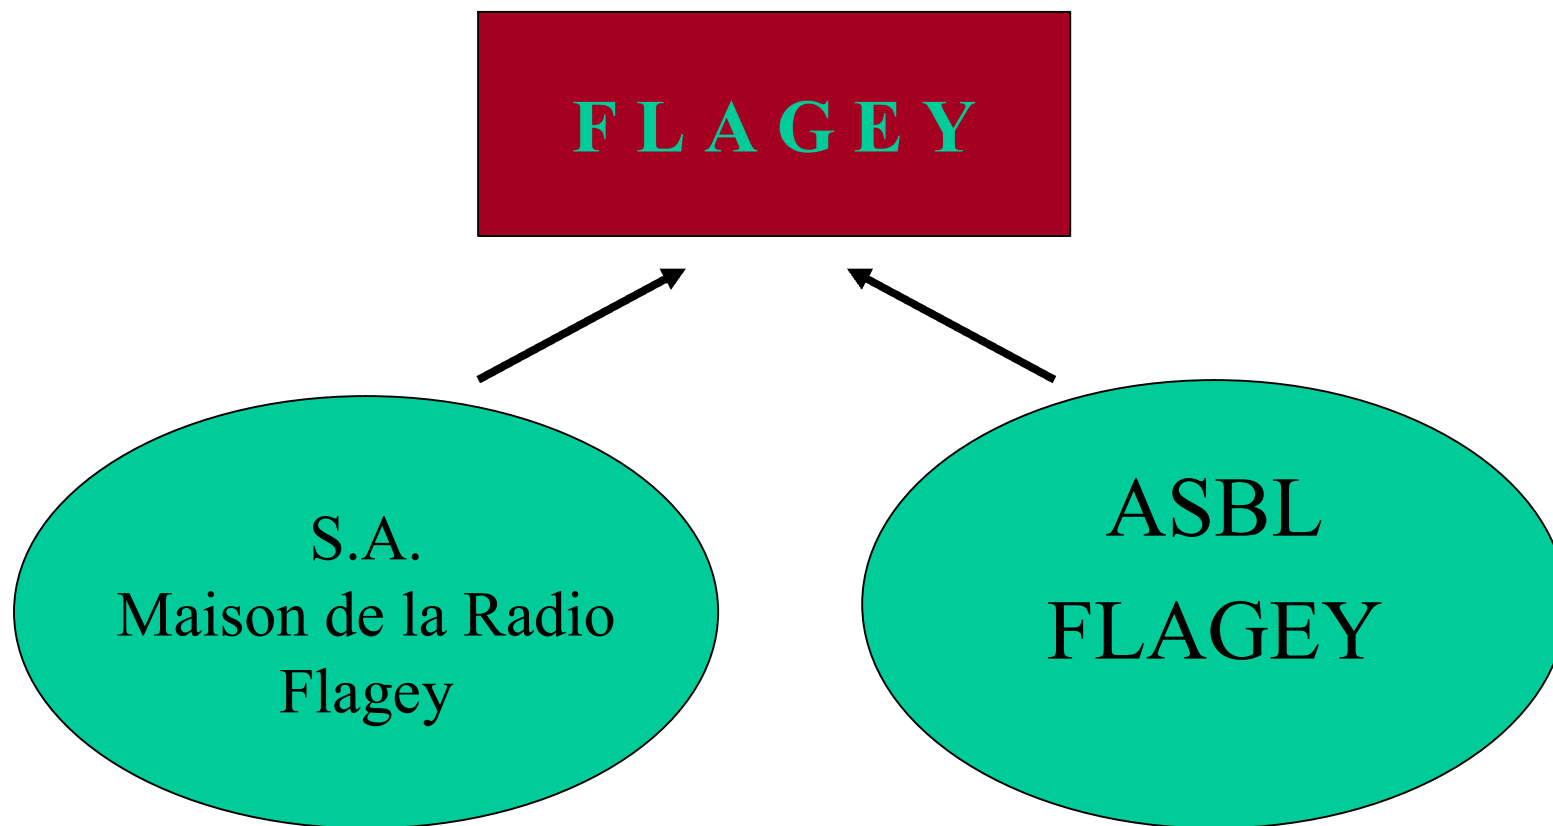 F L A G E Y
S.A.
Maison de la Radio
Flagey
ASBL
FLAGEY